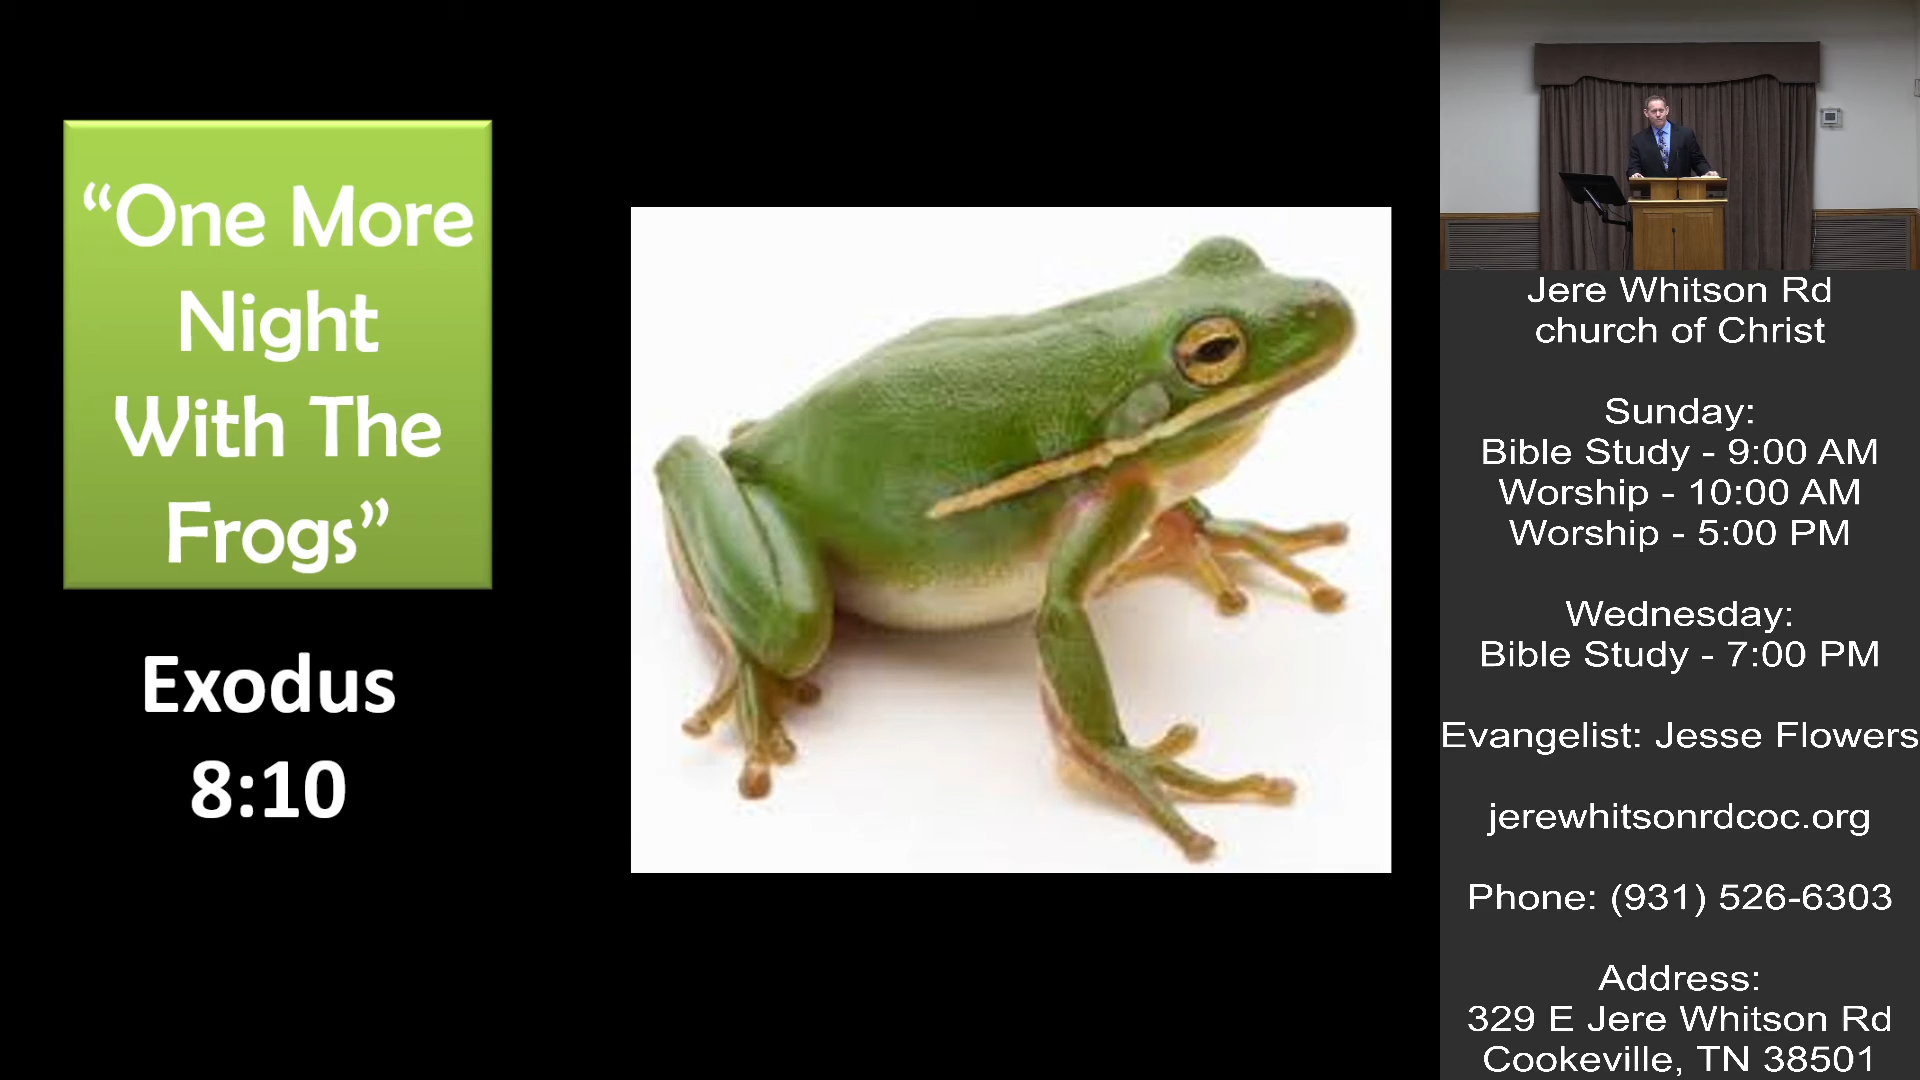 “One More
Night
With The
Frogs”
Exodus
8:10
Jere Whitson Rd
church of Christ
Sunday:
Bible Study - 9:00 AM
Worship - 10:00 AM
Worship - 5:00 PM
Wednesday:
Bible Study - 7:00 PM
Evangelist: Jesse Flowers
jerewhitsonrdcoc.org
Phone: (931) 526-6303
Address:
329 E Jere Whitson Rd
Cookeville, TN 38501